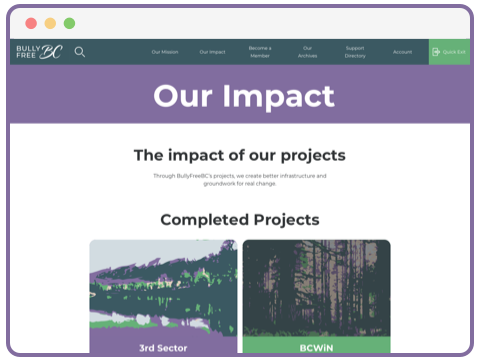 BULLY
FREE BC
Our Mission
Our Impact
Become a
Member
Our
Archives
Support
Directory
Account
Quick Exit
Our Impact
The impact of our projects
Through BullyFreeBC's projects, we create better infrastructure and
groundwork for real change.
Completed Projects
3rd Sector
BCWiN